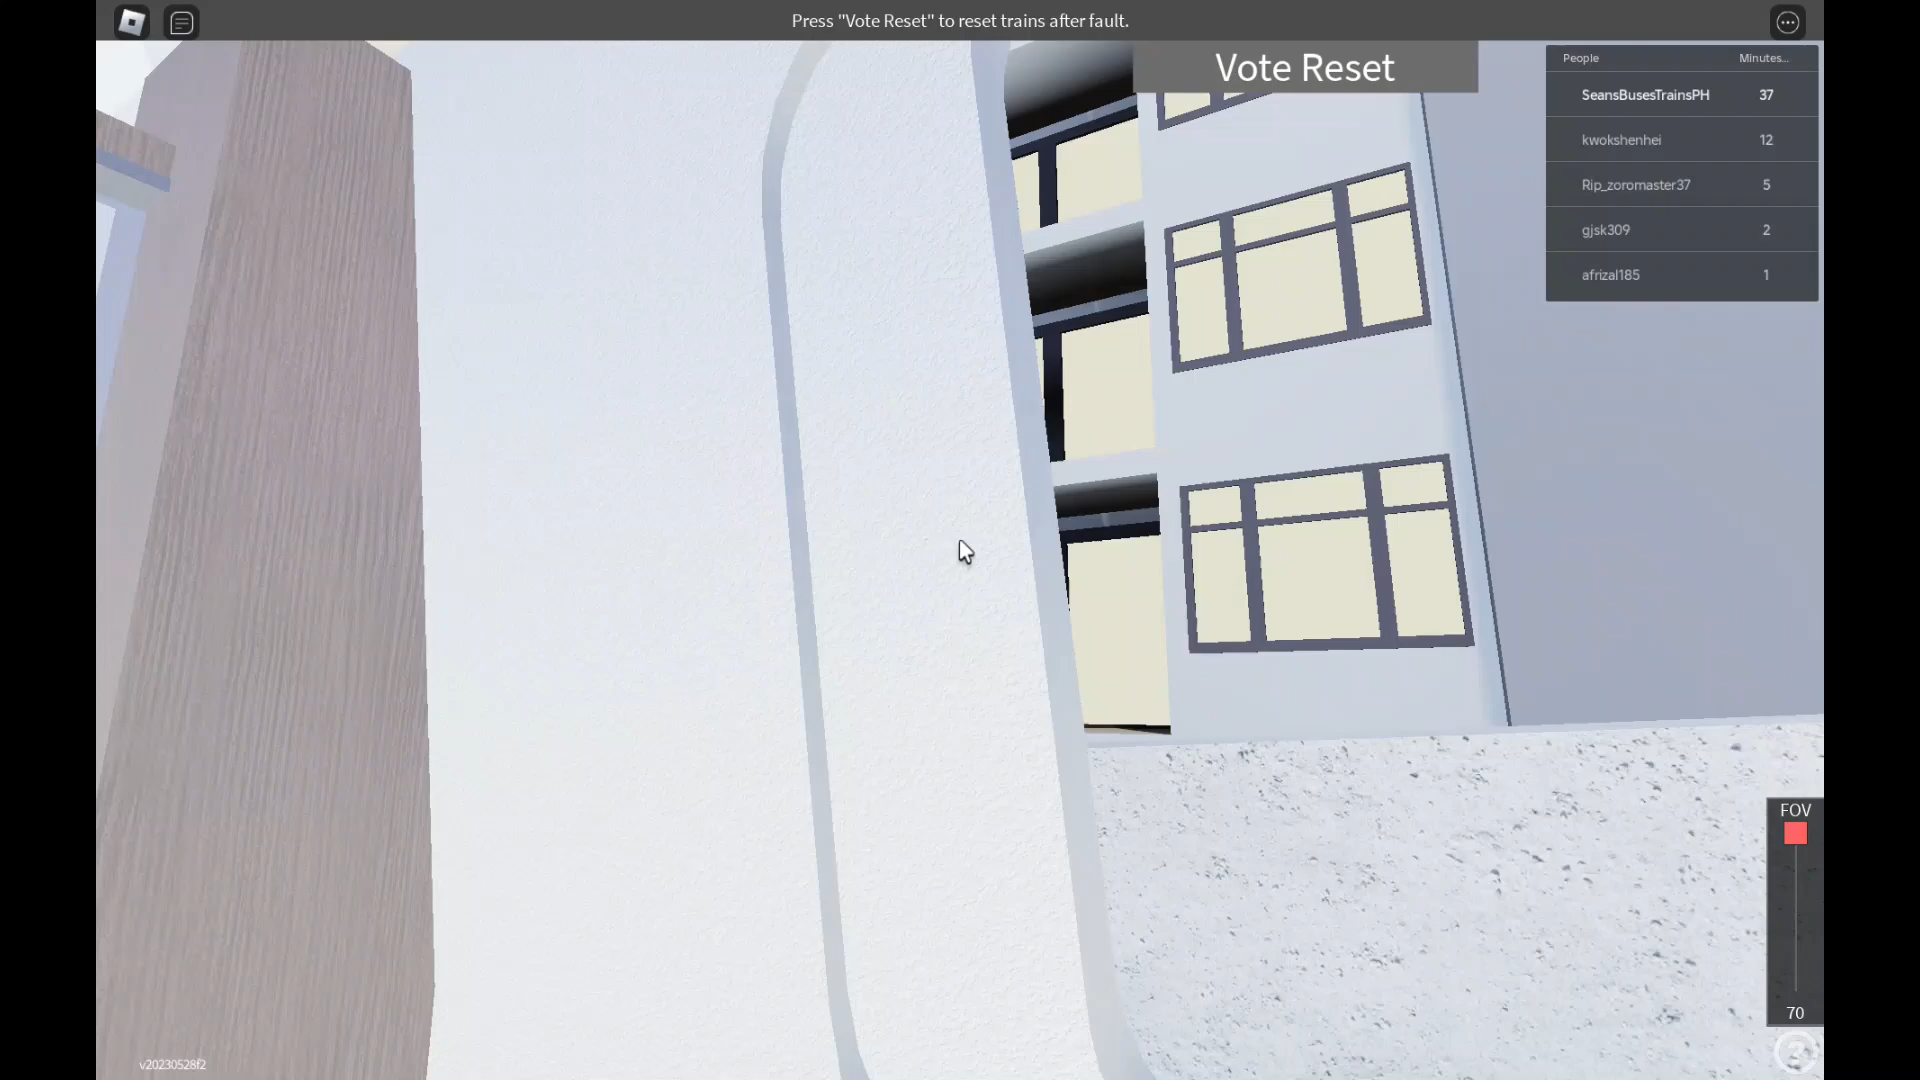 Press "Vote Reset" to reset trains after fault.
Vote Reset
People Minutes...
SeansBusesTrainsPH 37
kwokshenhei 12
Rip_zoromaster37 5
gjsk309 2
afrizal185 1
FOV
70
v20230528f2